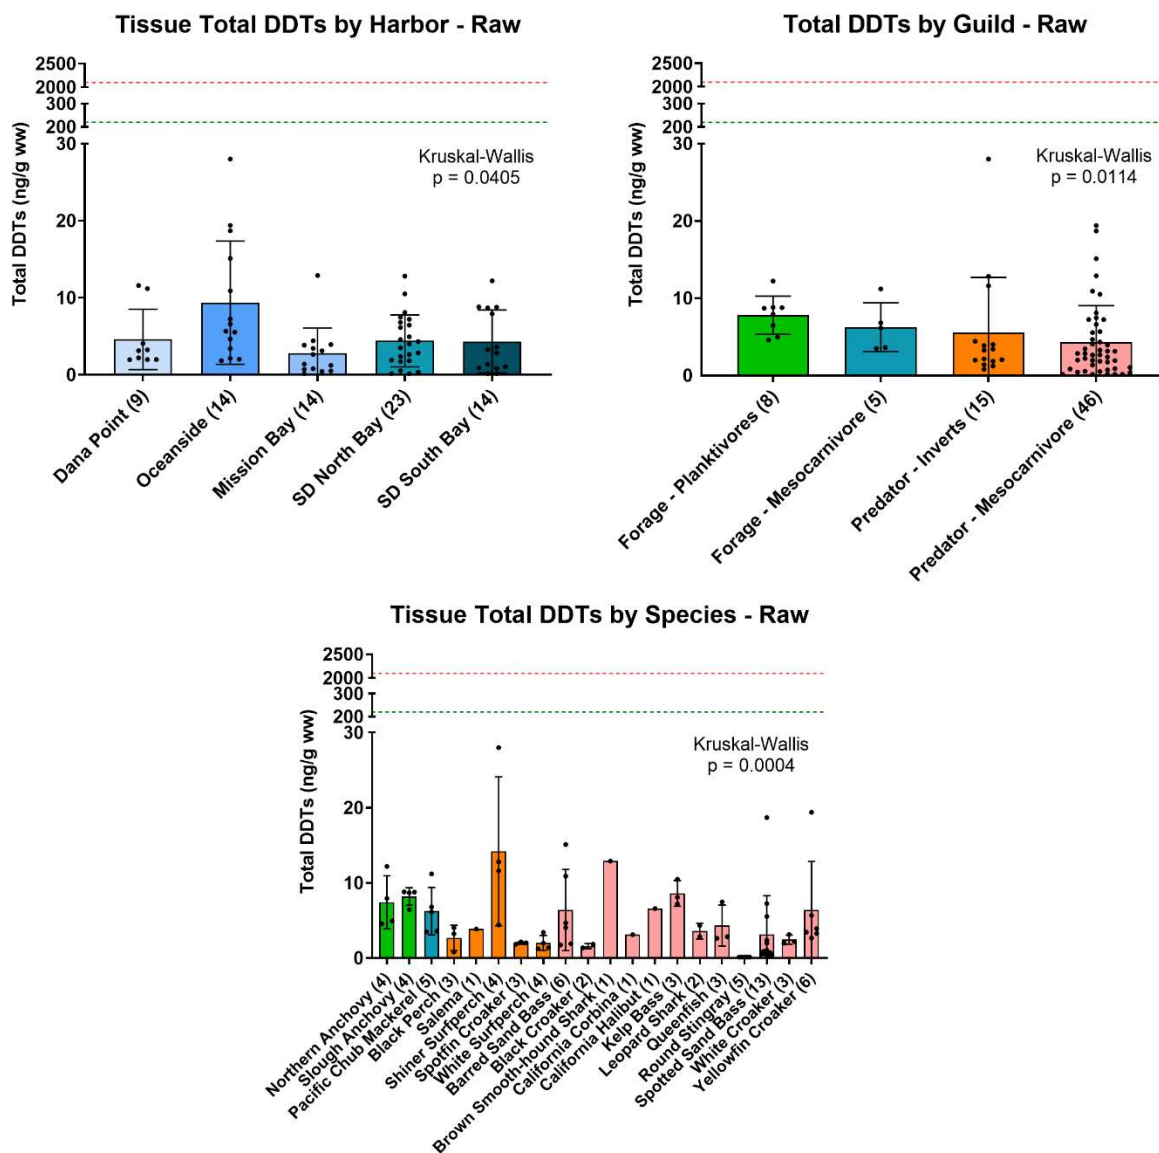 Tissue Total DDTs by Harbor - Raw
2500
2000
300
200
30
20
10
0
Total DDTs (ng/g ww)
Kruskal-Wallis
p = 0.0405
Dana Point (9)
Oceanside (14)
Mission Bay (14)
SD North Bay (23)
SD South Bay (14)
Total DDTs by Guild - Raw
2500
2000
300
200
30
20
10
0
Total DDTs (ng/g ww)
Kruskal-Wallis
p = 0.0114
Forage - Planktivores (8)
Forage - Mesocarnivore (5)
Predator - Inverts (15)
Predator - Mesocarnivore (46)
Tissue Total DDTs by Species - Raw
2500
2000
300
200
30
20
10
0
Total DDTs (ng/g ww)
Kruskal-Wallis
p = 0.0004
Northern Anchovy (4)
Slough Anchovy (4)
Pacific Chub Mackerel (5)
Black Perch (3)
Salema (1)
Shiner Surfperch (4)
Spotfin Croaker (3)
White Surfperch (4)
Barred Sand Bass (6)
Black Croaker (2)
Brown Smooth-hound Shark (1)
California Corbina (1)
California Halibut (1)
Kelp Bass (3)
Leopard Shark (2)
Queenfish (3)
Round Stingray (5)
Spotted Sand Bass (13)
White Croaker (3)
Yellowfin Croaker (6)